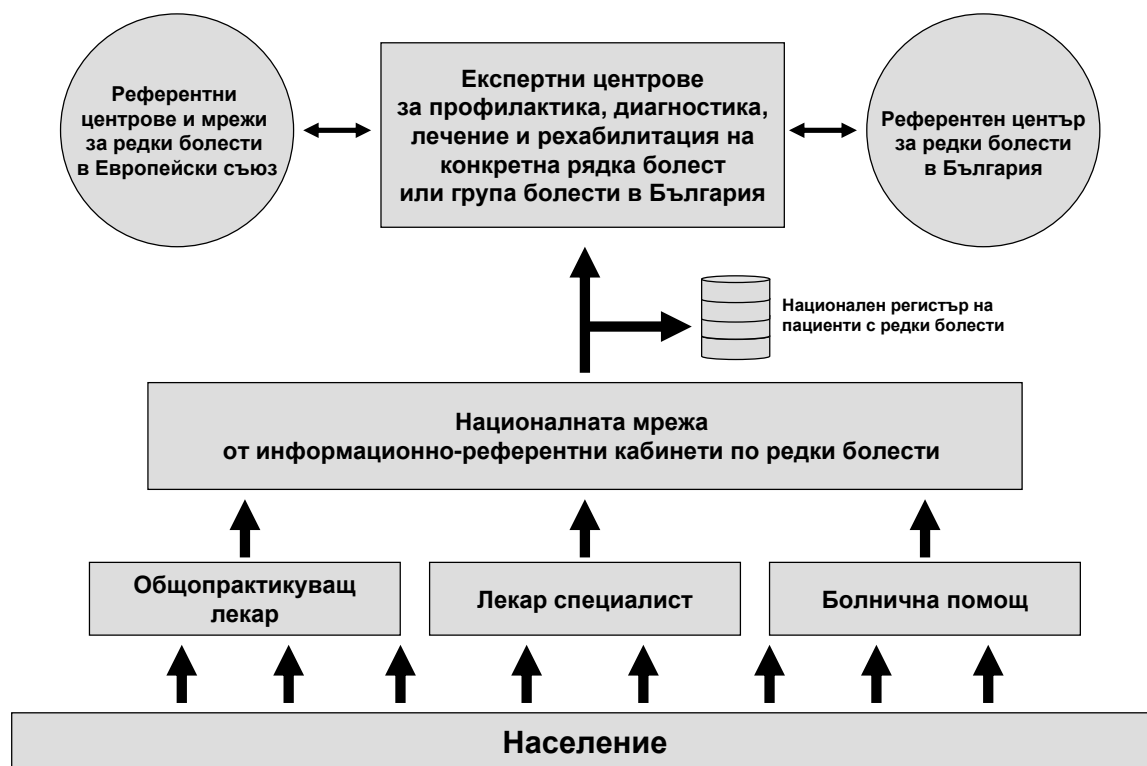 Референтни
центрове и мрежи
за редки болести
в Европейски съюз
Експертни центрове
за профилактика, диагностика,
лечение и рехабилитация на
конкретна рядка болест
или група болести в България
Референтен център
за редки болести
в България
Национален регистър на
пациенти с редки болести
Националната мрежа
от информационно-референтни кабинети по редки болести
Общопрактикуващ
лекар
Лекар специалист
Болнична помощ
Население